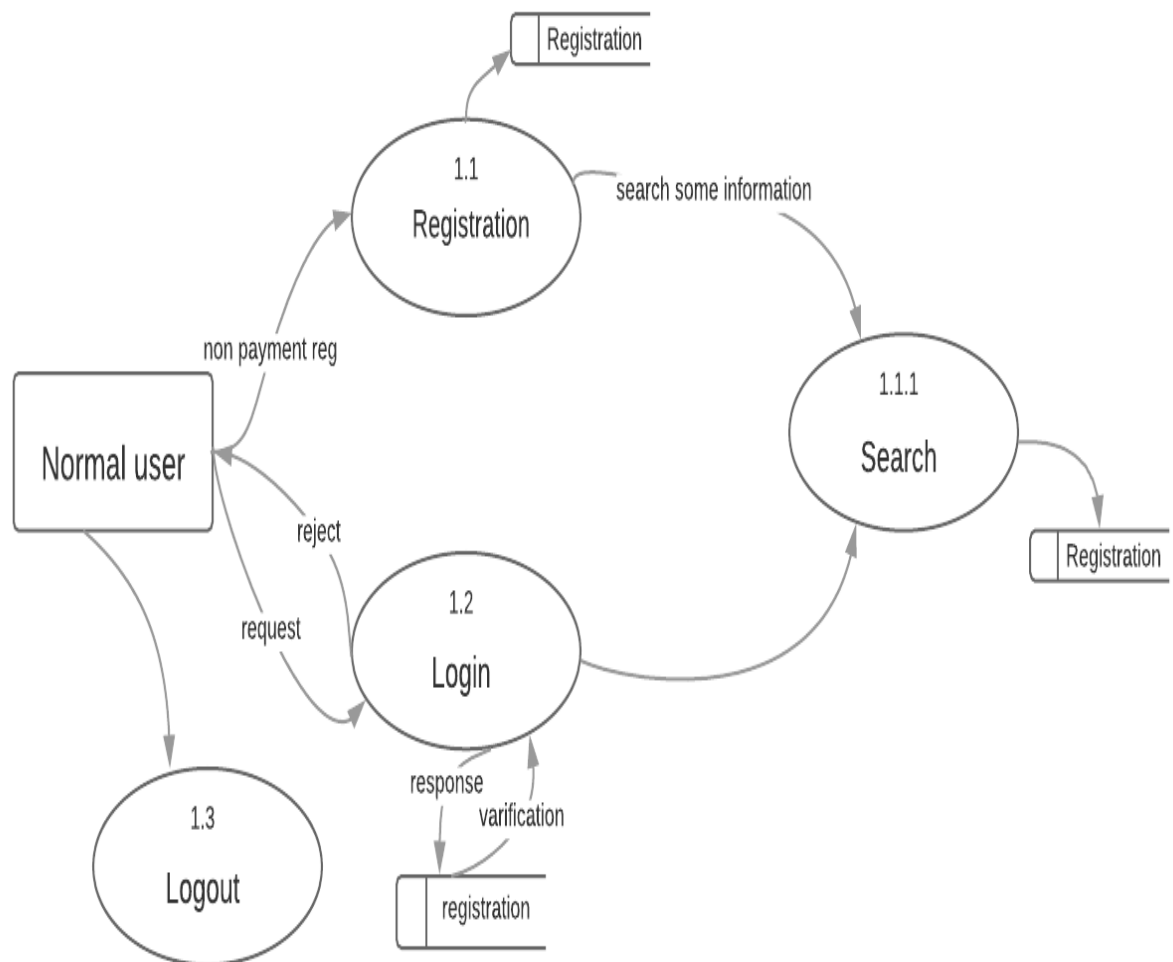 Registration
1.1
Registration
search some information
non payment reg
1.1.1
Search
Normal user
reject
Registration
1.2
Login
request
response
varification
1.3
Logout
registration